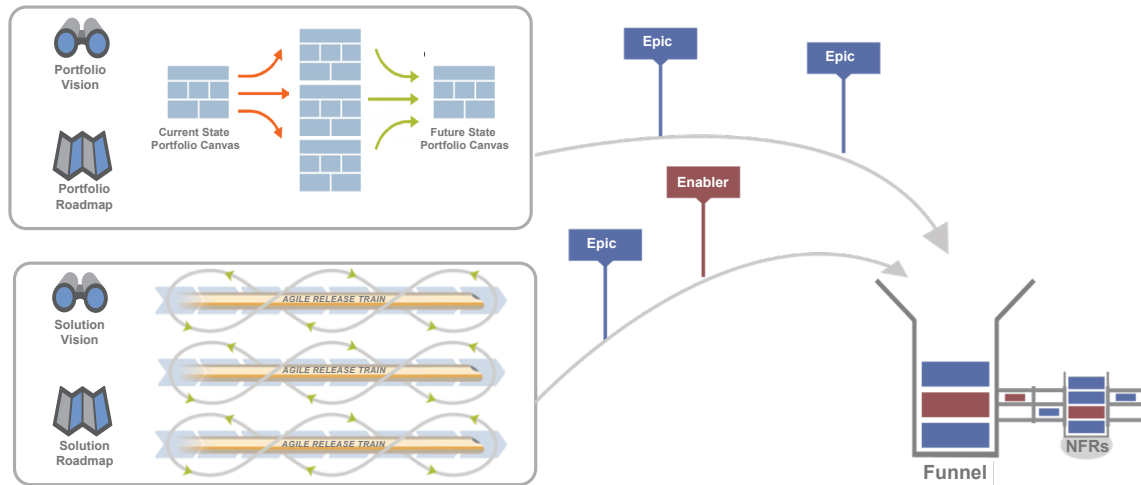 Portfolio
Vision
Portfolio
Roadmap
Current State
Portfolio Canvas
Future State
Portfolio Canvas
Epic
Epic
Enabler
Epic
Solution
Vision
Solution
Roadmap
AGILE RELEASE TRAIN
AGILE RELEASE TRAIN
AGILE RELEASE TRAIN
Funnel
NFRs